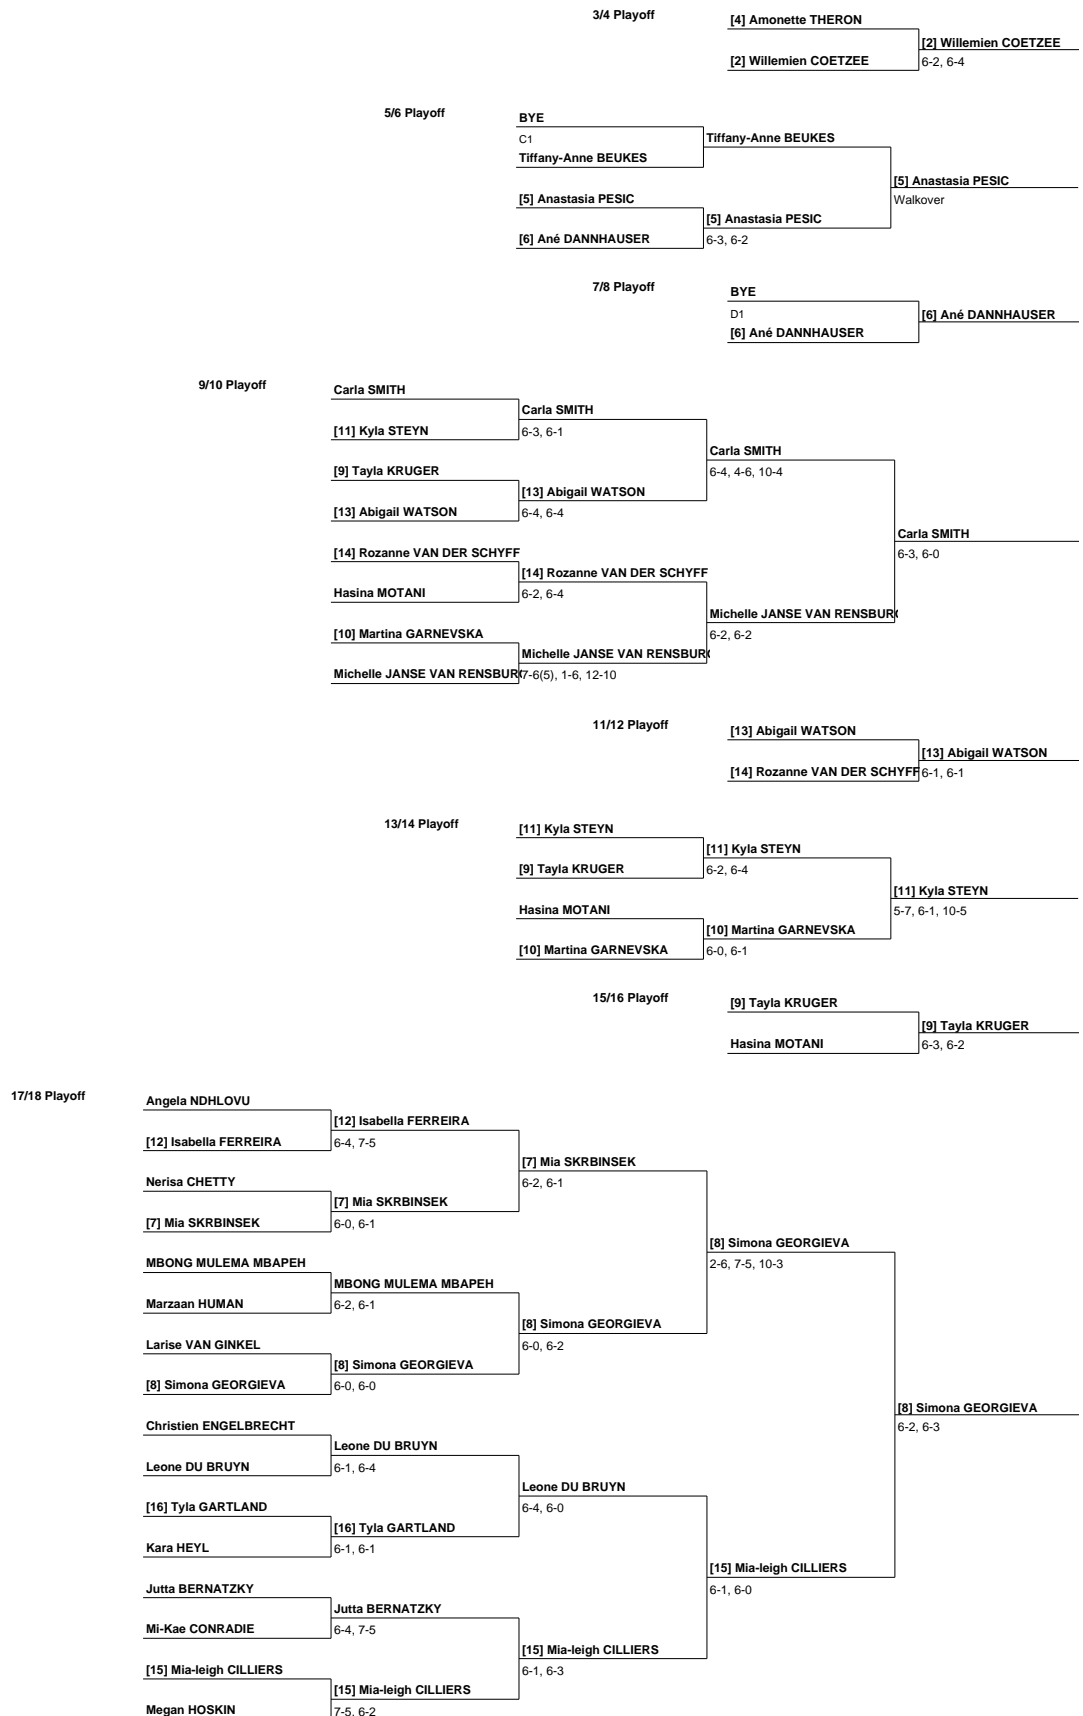 3/4 Playoff
[4] Amonette THERON
[2] Willemien COETZEE
[2] Willemien COETZEE
6-2, 6-4
5/6 Playoff
BYE
C1
Tiffany-Anne BEUKES
Tiffany-Anne BEUKES
[5] Anastasia PESIC
[5] Anastasia PESIC
Walkover
[5] Anastasia PESIC
[6] Ané DANNHAUSER
6-3, 6-2
7/8 Playoff
BYE
D1
[6] Ané DANNHAUSER
[6] Ané DANNHAUSER
9/10 Playoff
Carla SMITH
Carla SMITH
[11] Kyla STEYN
6-3, 6-1
Carla SMITH
[9] Tayla KRUGER
6-4, 4-6, 10-4
[13] Abigail WATSON
[13] Abigail WATSON
6-4, 6-4
Carla SMITH
6-3, 6-0
[14] Rozanne VAN DER SCHYFF
[14] Rozanne VAN DER SCHYFF
Hasina MOTANI
6-2, 6-4
Michelle JANSE VAN RENSBURG
[10] Martina GARNEVSKA
6-2, 6-2
Michelle JANSE VAN RENSBURG
Michelle JANSE VAN RENSBURG
7-6(5), 1-6, 12-10
11/12 Playoff
[13] Abigail WATSON
[13] Abigail WATSON
[14] Rozanne VAN DER SCHYFF
6-1, 6-1
13/14 Playoff
[11] Kyla STEYN
[11] Kyla STEYN
[9] Tayla KRUGER
6-2, 6-4
[11] Kyla STEYN
Hasina MOTANI
5-7, 6-1, 10-5
[10] Martina GARNEVSKA
[10] Martina GARNEVSKA
6-0, 6-1
15/16 Playoff
[9] Tayla KRUGER
[9] Tayla KRUGER
Hasina MOTANI
6-3, 6-2
17/18 Playoff
Angela NDHLOVU
[12] Isabella FERREIRA
[12] Isabella FERREIRA
6-4, 7-5
[7] Mia SKRBINSEK
Nerisa CHETTY
6-2, 6-1
[7] Mia SKRBINSEK
[7] Mia SKRBINSEK
6-0, 6-1
[8] Simona GEORGIEVA
MBONG MULEMA MBAPEH
2-6, 7-5, 10-3
MBONG MULEMA MBAPEH
Marzaan HUMAN
6-2, 6-1
[8] Simona GEORGIEVA
Larise VAN GINKEL
6-0, 6-2
[8] Simona GEORGIEVA
[8] Simona GEORGIEVA
6-0, 6-0
[8] Simona GEORGIEVA
Christien ENGELBRECHT
6-2, 6-3
Leone DU BRUYN
Leone DU BRUYN
6-1, 6-4
Leone DU BRUYN
[16] Tyla GARTLAND
6-4, 6-0
[16] Tyla GARTLAND
Kara HEYL
6-1, 6-1
[15] Mia-leigh CILLIERS
Jutta BERNATZKY
6-1, 6-0
Jutta BERNATZKY
Mi-Kae CONRADIE
6-4, 7-5
[15] Mia-leigh CILLIERS
[15] Mia-leigh CILLIERS
6-1, 6-3
[15] Mia-leigh CILLIERS
Megan HOSKIN
7-5, 6-2